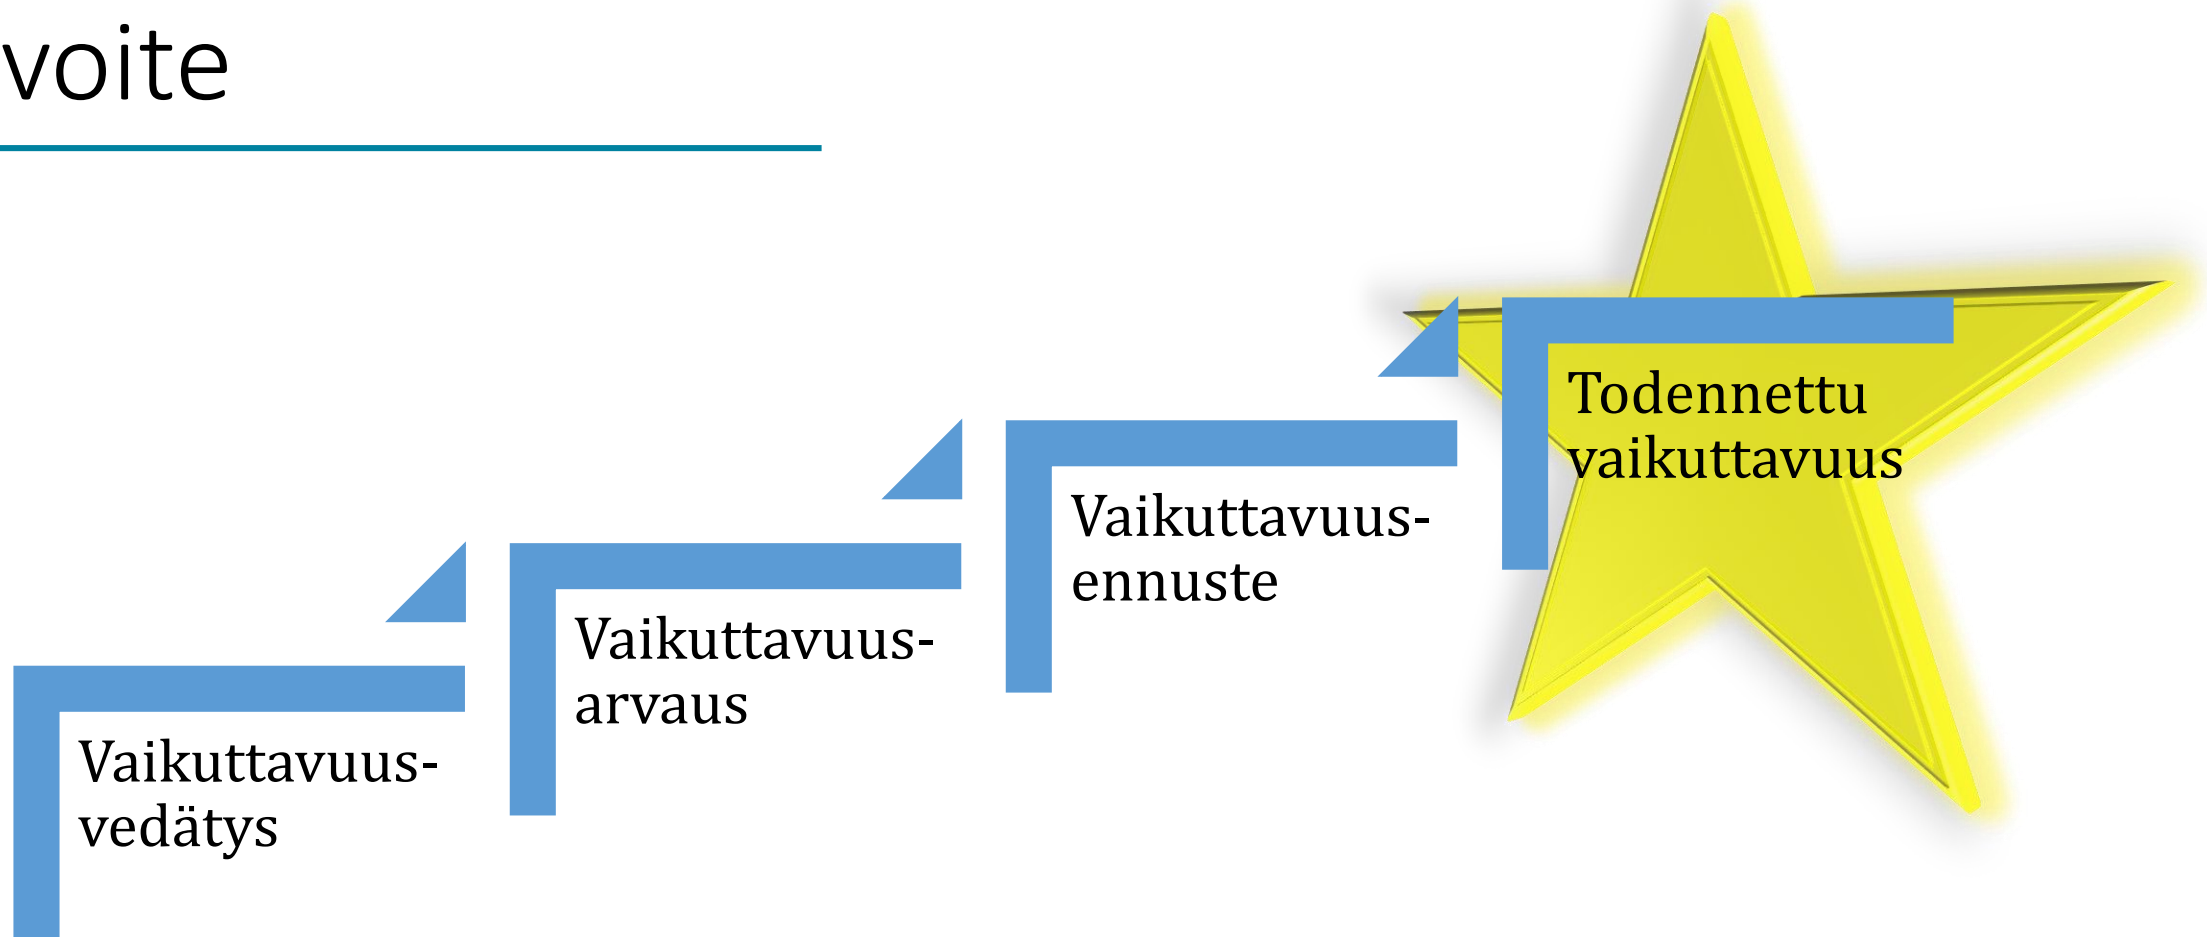 voite
Vaikuttavuus-
vedätys
Vaikuttavuus-
arvaus
Vaikuttavuus-
ennuste
Todennettu
vaikuttavuus